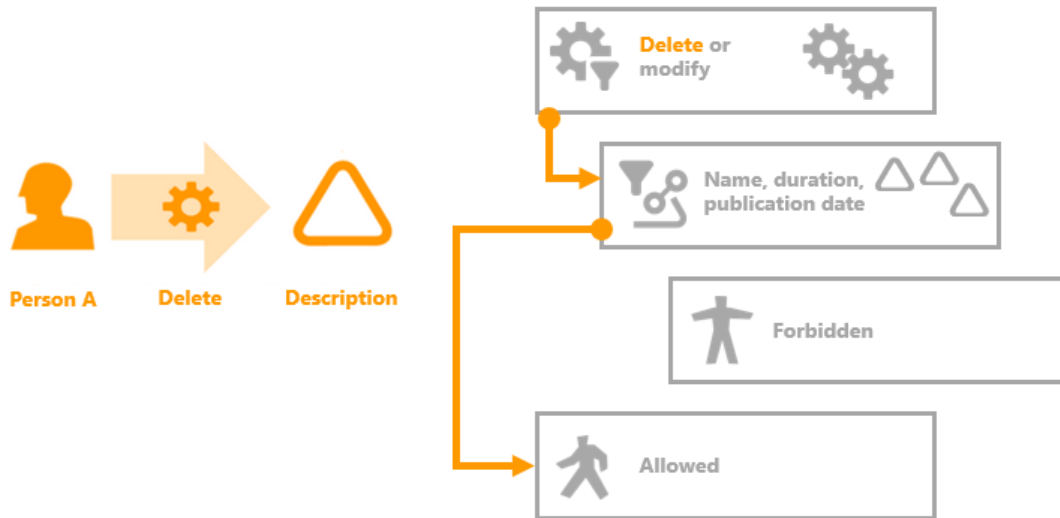 Delete or
modify
Name, duration,
publication date
Person A
Delete
Description
Forbidden
Allowed